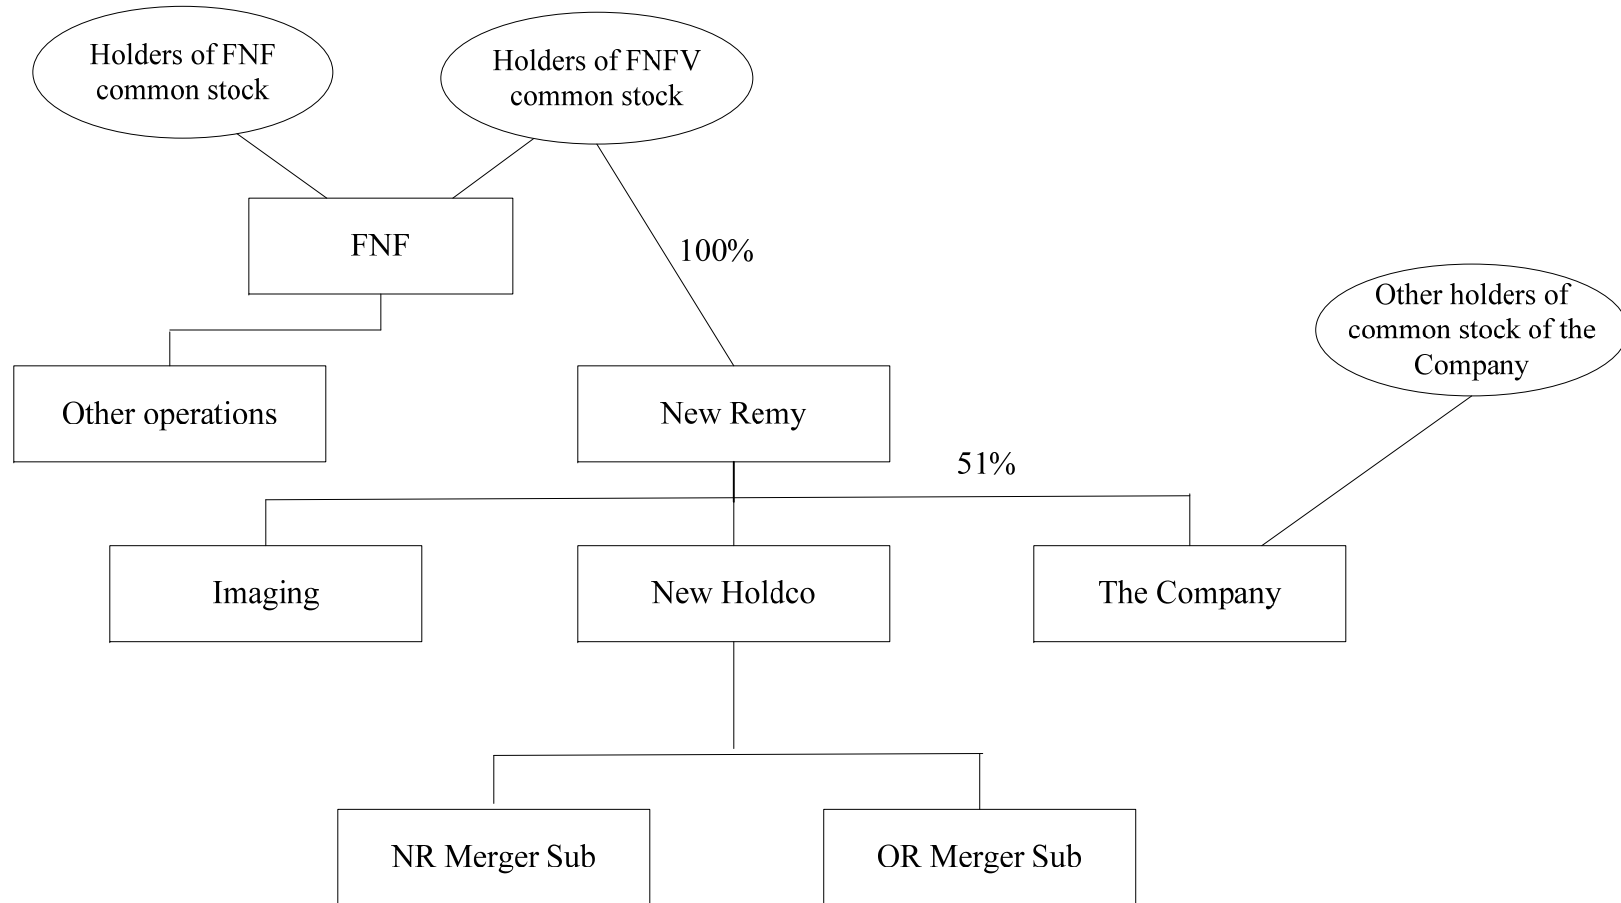 Holders of FNF
common stock
Holders of FNFV
common stock
FNF
100%
Other holders of
common stock of the
Company
Other operations
New Remy
51%
Imaging
New Holdco
The Company
NR Merger Sub
OR Merger Sub